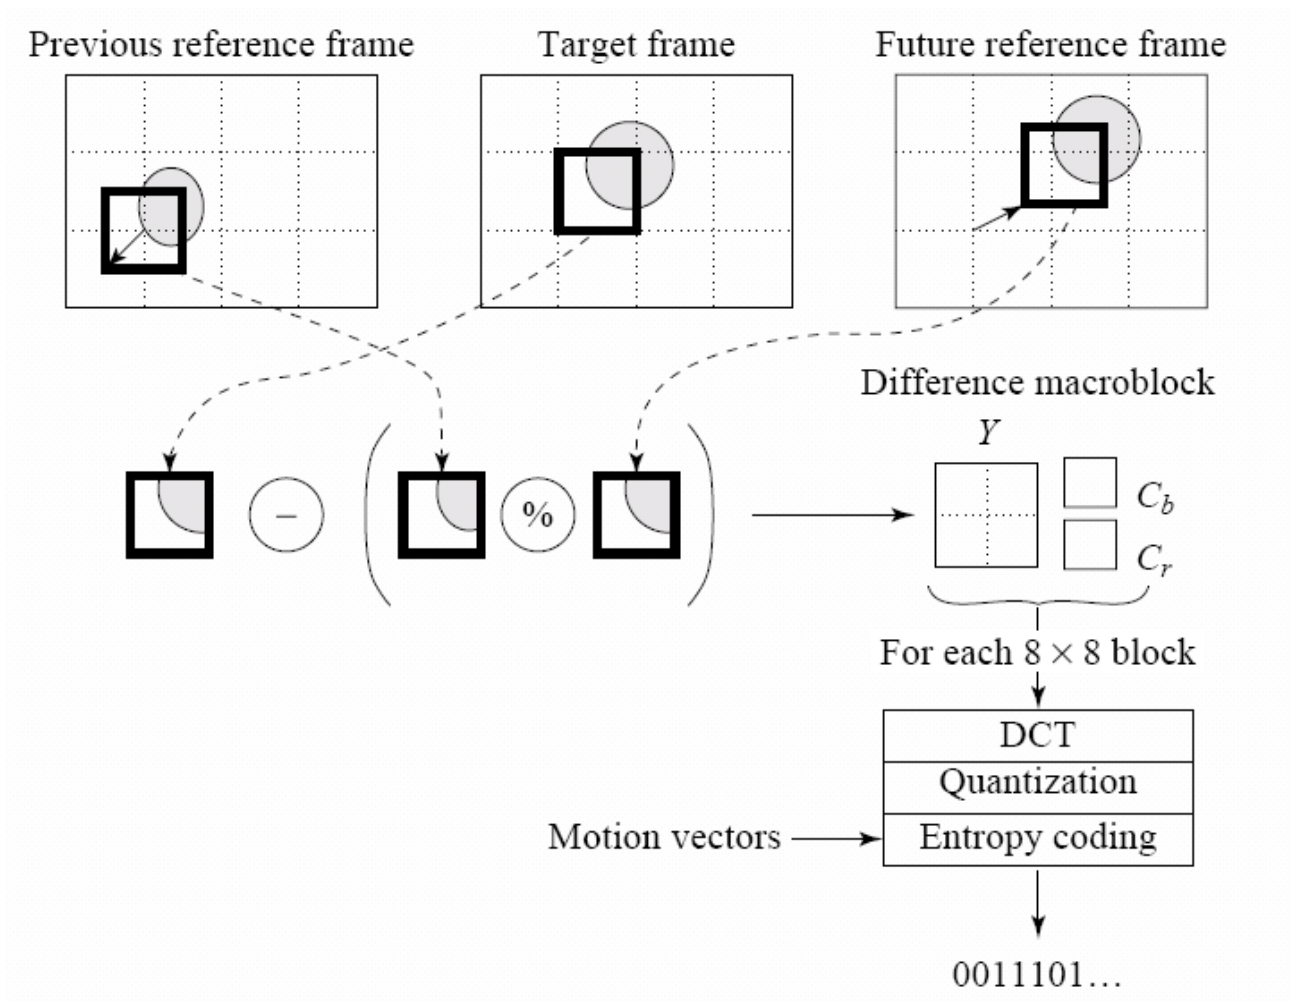 Previous reference frame
Target frame
Future reference frame
Difference macroblock
Y
− % C_b
C_r
For each 8 × 8 block
DCT
Quantization
Motion vectors
Entropy coding
0011101…